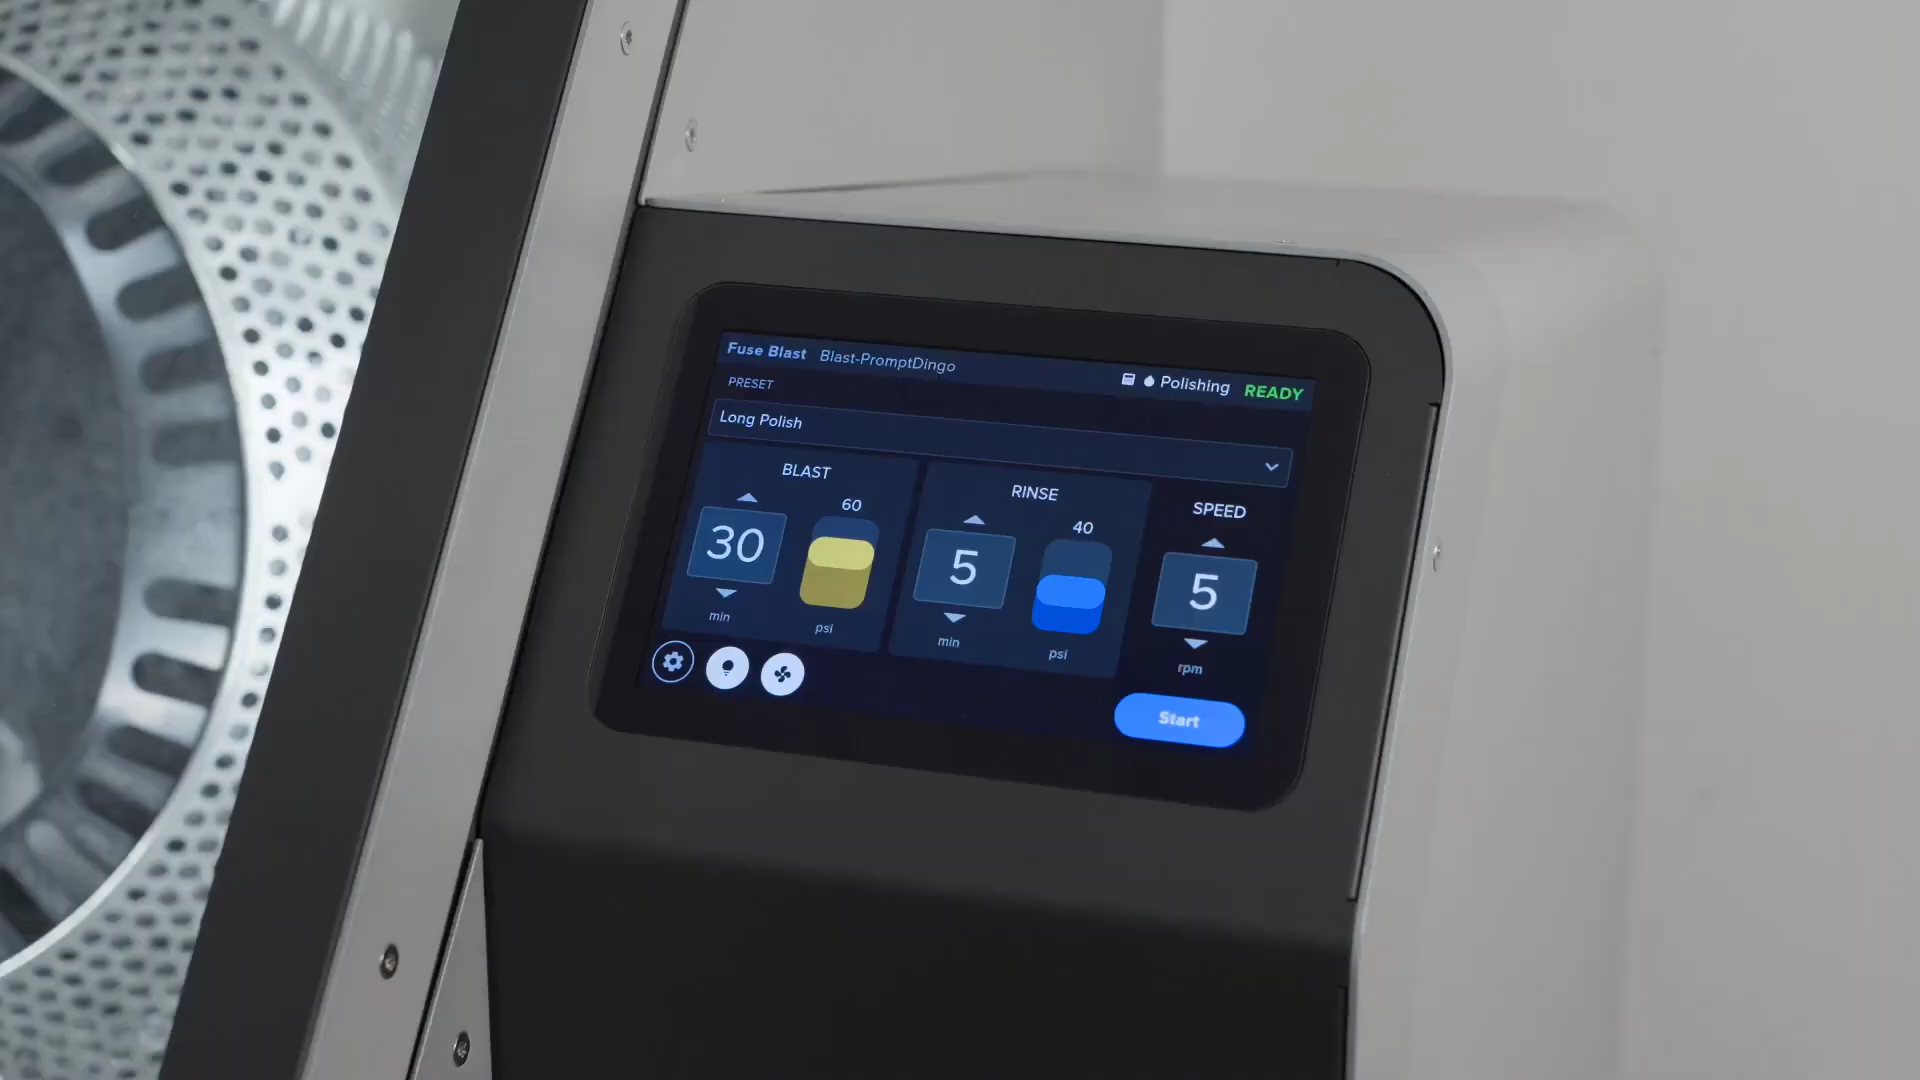 Fuse Blast Blast-PromptDingo Polishing READY
PRESET
Long Polish
BLAST RINSE SPEED
60 40
30 5 5
min psi min psi rpm
Start